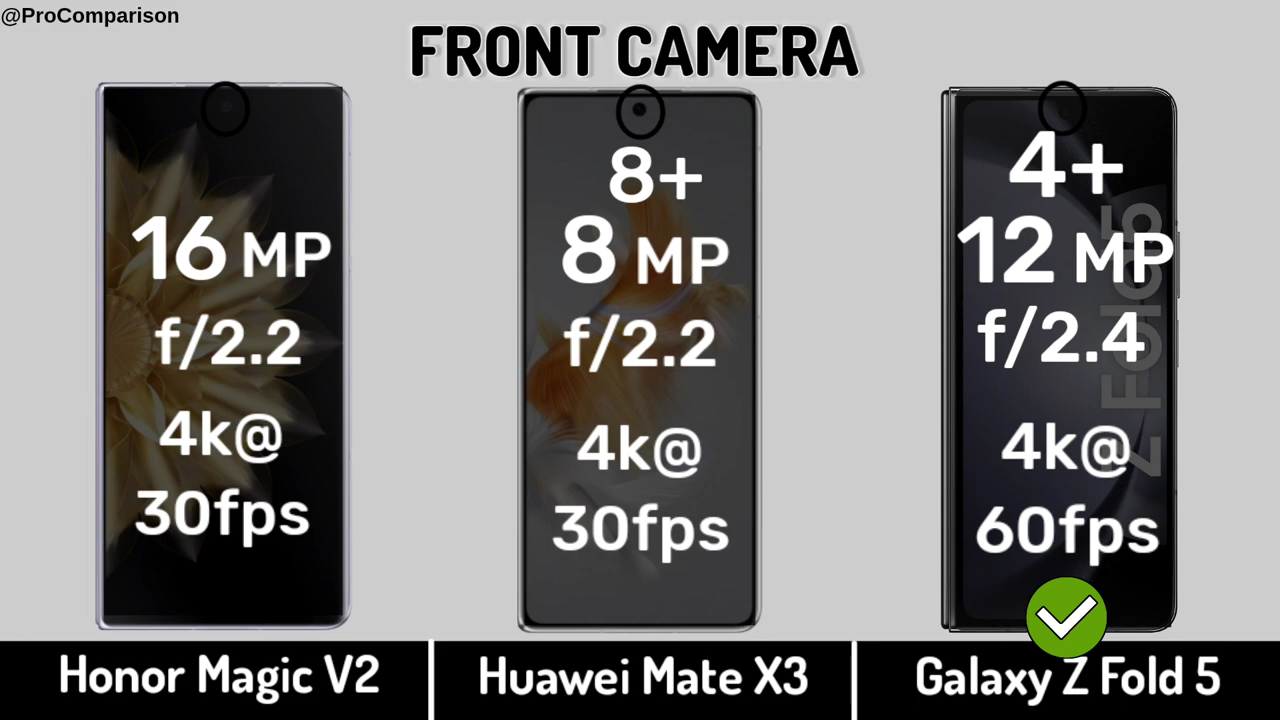 @ProComparison
FRONT CAMERA
16 MP
f/2.2
4k@
30fps
8+
8 MP
f/2.2
4k@
30fps
4+
12 MP
f/2.4
4k@
60fps
Z Fold5
Honor Magic V2
Huawei Mate X3
Galaxy Z Fold 5